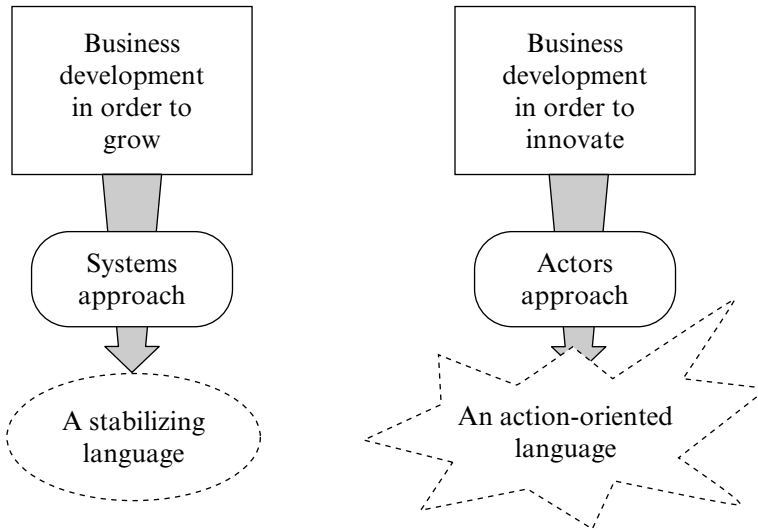 Business
development
in order to
grow
Systems
approach
A stabilizing
language
Business
development
in order to
innovate
Actors
approach
An action-oriented
language